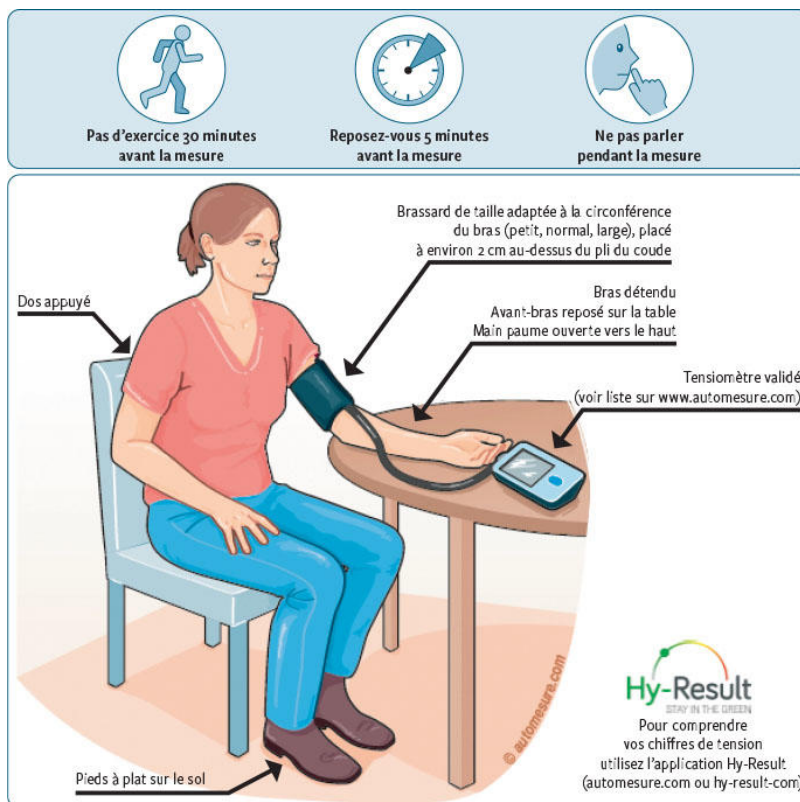 Pas d'exercice 30 minutes
avant la mesure
Reposez-vous 5 minutes
avant la mesure
Ne pas parler
pendant la mesure
Brassard de taille adaptée à la circonférence
du bras (petit, normal, large), placé
à environ 2 cm au-dessus du pli du coude
Dos appuyé
Bras détendu
Avant-bras reposé sur la table
Main paume ouverte vers le haut
Tensiomètre validé
(voir liste sur www.automesure.com)
© automesure.com
Hy-Result
STAY IN THE GREEN
Pour comprendre
vos chiffres de tension
utilisez l'application Hy-Result
(automesure.com ou hy-result-com)
Pieds à plat sur le sol